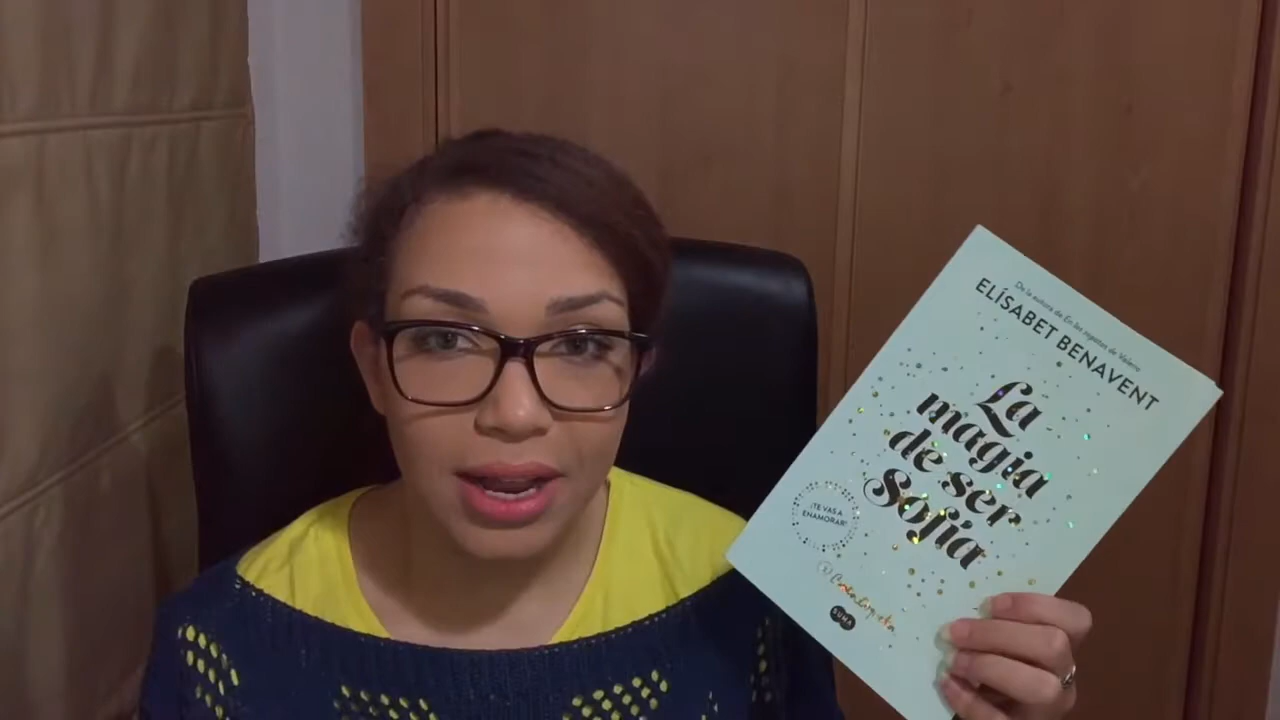 De la autora de En los zapatos de Valeria
ELÍSABET BENAVENT
La
magia
de ser
Sofía
¡TE VAS A
ENAMORAR!
@Betacoqueta
SUMA